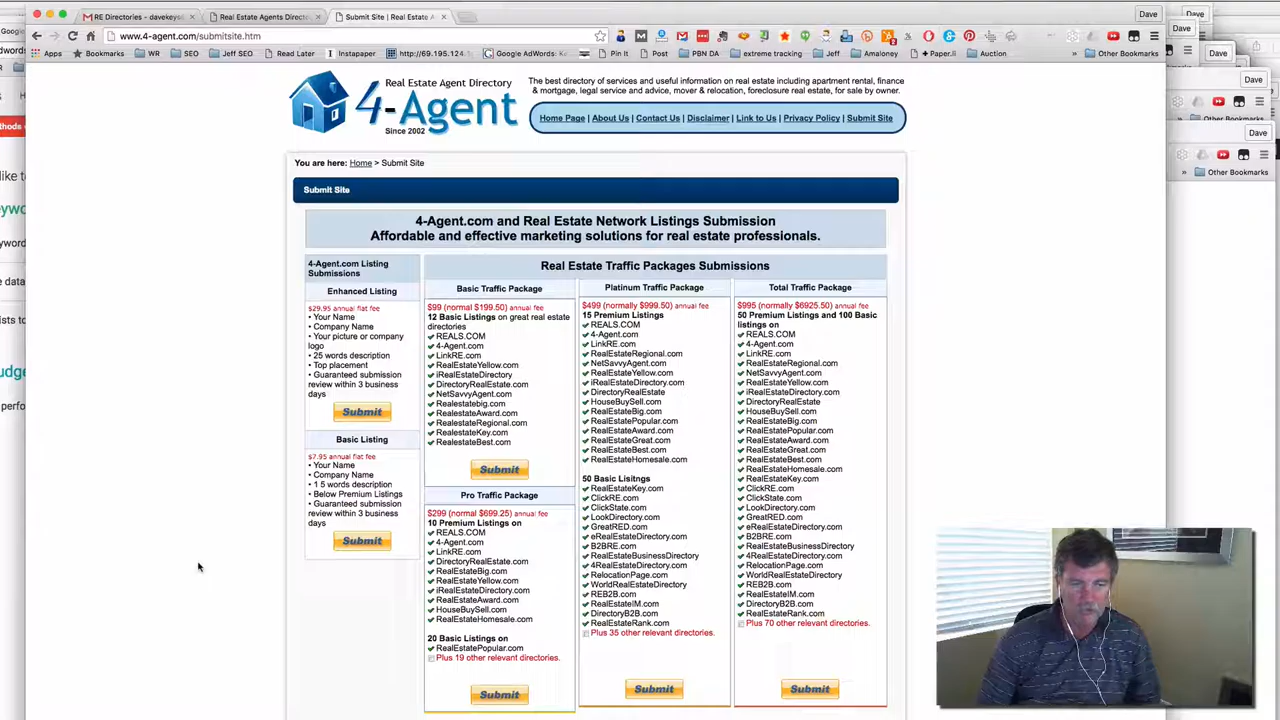 RE Directories - davekeys
Real Estate Agents Direct
Submit Site | Real Estate A
Dave
www.4-agent.com/submitsite.htm
Apps
Bookmarks
WR
SEO
Jeff SEO
Read Later
Instapaper
http://69.195.12
Google AdWords: K
Pin It
Post
PBN DA
extreme tracking
Jeff
Amaloney
+ Paper.li
Auction
»
Other Bookmarks
Real Estate Agent Directory
4-Agent
Since 2002
The best directory of services and useful information on real estate including apartment rental, finance
& mortgage, legal service and advice, mover & relocation, foreclosure real estate, for sale by owner.
Home Page | About Us | Contact Us | Disclaimer | Link to Us | Privacy Policy | Submit Site
You are here: Home > Submit Site
Submit Site
4-Agent.com and Real Estate Network Listings Submission
Affordable and effective marketing solutions for real estate professionals.
4-Agent.com Listing
Submissions
Enhanced Listing
$29.95 annual flat fee
• Your Name
• Company Name
• Your picture or company
logo
• 25 words description
• Top placement
• Guaranteed submission
review within 3 business
days
Submit
Basic Listing
$7.95 annual flat fee
• Your Name
• Company Name
• 1 5 words description
• Below Premium Listings
• Guaranteed submission
review within 3 business
days
Submit
Real Estate Traffic Packages Submissions
Basic Traffic Package
$99 (normal $199.50) annual fee
12 Basic Listings on great real estate
directories
REALS.COM
4-Agent.com
LinkRE.com
RealEstateYellow.com
iRealEstateDirectory
DirectoryRealEstate.com
NetSavvyAgent.com
Realestatebig.com
RealestateAward.com
RealestateRegional.com
RealestateKey.com
RealestateBest.com
Submit
Pro Traffic Package
$299 (normal $699.25) annual fee
10 Premium Listings on
REALS.COM
4-Agent.com
LinkRE.com
DirectoryRealEstate.com
RealEstateBig.com
RealEstateYellow.com
iRealEstateDirectory.com
RealEstateAward.com
HouseBuySell.com
RealEstateHomesale.com
20 Basic Listings on
RealEstatePopular.com
Plus 19 other relevant directories.
Submit
Platinum Traffic Package
$499 (normally $999.50) annual fee
15 Premium Listings
REALS.COM
4-Agent.com
LinkRE.com
RealEstateRegional.com
NetSavvyAgent.com
RealEstateYellow.com
iRealEstateDirectory.com
DirectoryRealEstate
HouseBuySell.com
RealEstateBig.com
RealEstatePopular.com
RealEstateAward.com
RealEstateGreat.com
RealEstateBest.com
RealEstateHomesale.com
50 Basic Lisitngs
RealEstateKey.com
ClickRE.com
ClickState.com
LookDirectory.com
GreatRED.com
eRealEstateDirectory.com
B2BRE.com
RealEstateBusinessDirectory
4RealEstateDirectory.com
RelocationPage.com
WorldRealEstateDirectory
REB2B.com
RealEstateIM.com
DirectoryB2B.com
RealEstateRank.com
Plus 35 other relevant directories.
Submit
Total Traffic Package
$995 (normally $6925.50) annual fee
50 Premium Listings and 100 Basic
listings on
REALS.COM
4-Agent.com
LinkRE.com
RealEstateRegional.com
NetSavvyAgent.com
RealEstateYellow.com
iRealEstateDirectory.com
DirectoryRealEstate
HouseBuySell.com
RealEstateBig.com
RealEstatePopular.com
RealEstateAward.com
RealEstateGreat.com
RealEstateBest.com
RealEstateHomesale.com
RealEstateKey.com
ClickRE.com
ClickState.com
LookDirectory.com
GreatRED.com
eRealEstateDirectory.com
B2BRE.com
RealEstateBusinessDirectory
4RealEstateDirectory.com
RelocationPage.com
WorldRealEstateDirectory
REB2B.com
RealEstateIM.com
DirectoryB2B.com
RealEstateRank.com
Plus 70 other relevant directories.
Submit
Dave
Dave
Dave
Dave
Dave
» Other Bookmarks